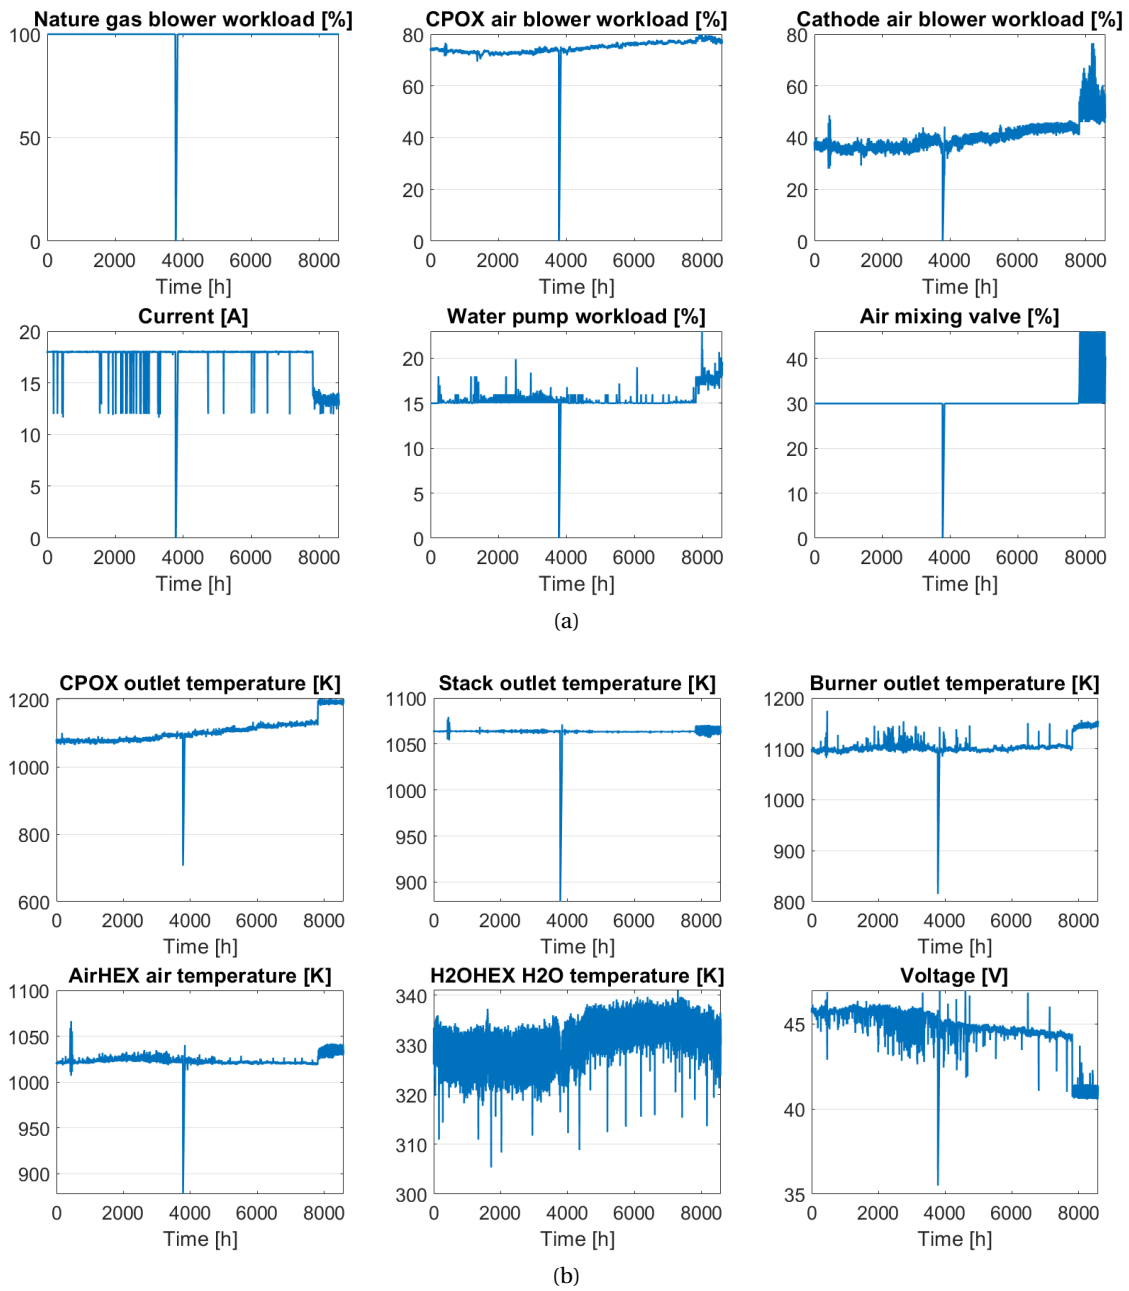 Nature gas blower workload [%] CPOX air blower workload [%] Cathode air blower workload [%]
100 80 80
60 60
50 40 40
20 20
0 0 0
0 2000 4000 6000 8000 0 2000 4000 6000 8000 0 2000 4000 6000 8000
Time [h] Time [h] Time [h]
Current [A] Water pump workload [%] Air mixing valve [%]
20
20 40
15
15 30
10
10 20
5
5 10
0 0 0
0 2000 4000 6000 8000 0 2000 4000 6000 8000 0 2000 4000 6000 8000
Time [h] Time [h] Time [h]
(a)
CPOX outlet temperature [K] Stack outlet temperature [K] Burner outlet temperature [K]
1200 1100 1200
1050 1100
1000
1000 1000
950
800 900
900
600 800
0 2000 4000 6000 8000 0 2000 4000 6000 8000 0 2000 4000 6000 8000
Time [h] Time [h] Time [h]
AirHEX air temperature [K] H2OHEX H2O temperature [K] Voltage [V]
1100 340
45
1050 330
1000 320
40
950 310
900
300 35
0 2000 4000 6000 8000 0 2000 4000 6000 8000 0 2000 4000 6000 8000
Time [h] Time [h] Time [h]
(b)